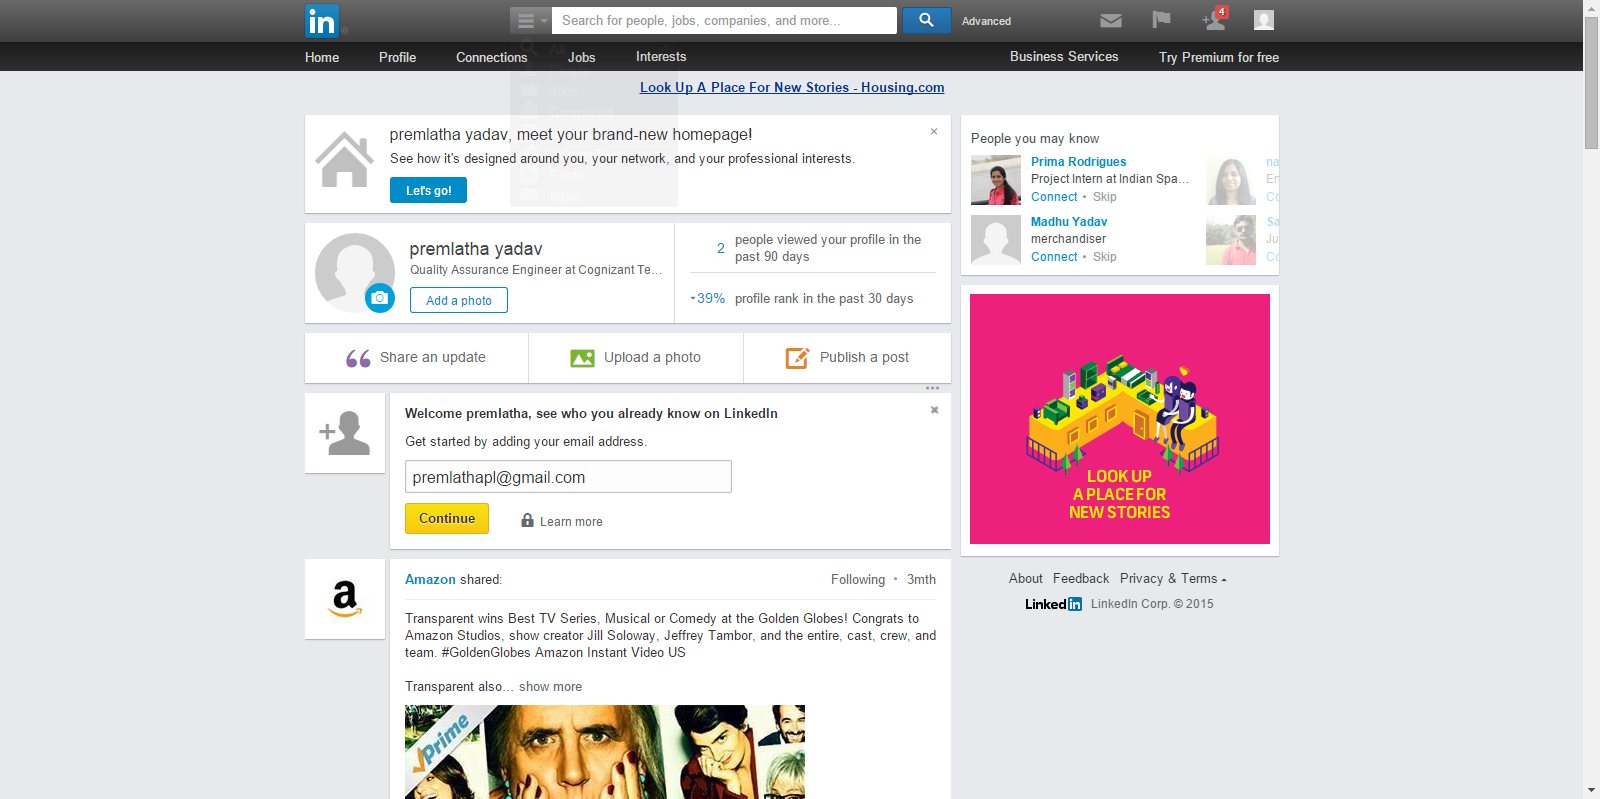 in
Search for people, jobs, companies, and more...
Advanced
4
Home
Profile
Connections
Jobs
Interests
Business Services
Try Premium for free
All
Jobs
Look Up A Place For New Stories - Housing.com
premlatha yadav, meet your brand-new homepage!
See how it's designed around you, your network, and your professional interests.
Let's go!
Posts
Inbox
premlatha yadav
Quality Assurance Engineer at Cognizant Te...
Add a photo
2
people viewed your profile in the
past 90 days
39%
profile rank in the past 30 days
Share an update
Upload a photo
Publish a post
Welcome premlatha, see who you already know on LinkedIn
Get started by adding your email address.
premlathapl@gmail.com
Continue
Learn more
Amazon shared:
Following • 3mth
Transparent wins Best TV Series, Musical or Comedy at the Golden Globes! Congrats to
Amazon Studios, show creator Jill Soloway, Jeffrey Tambor, and the entire, cast, crew, and
team. #GoldenGlobes Amazon Instant Video US
Transparent also... show more
Prime
a
People you may know
Prima Rodrigues
Project Intern at Indian Spa...
Connect • Skip
na
En
Co
Madhu Yadav
merchandiser
Connect • Skip
Sa
Ju
Co
LOOK UP
A PLACE FOR
NEW STORIES
About
Feedback
Privacy & Terms
LinkedIn
LinkedIn Corp. © 2015